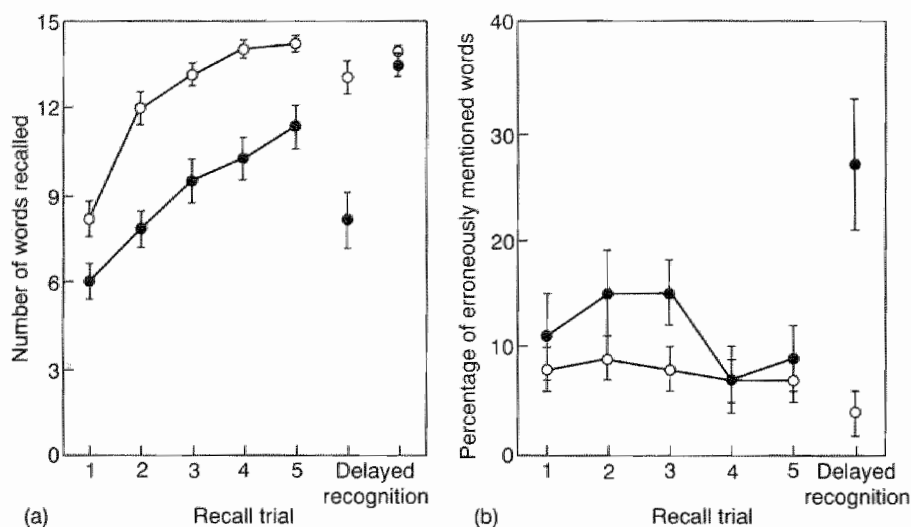 15
12
9
6
3
0
Number of words recalled
1 2 3 4 5 Delayed
recognition
(a) Recall trial
40
30
20
10
0
Percentage of erroneously mentioned words
1 2 3 4 5 Delayed
recognition
(b) Recall trial